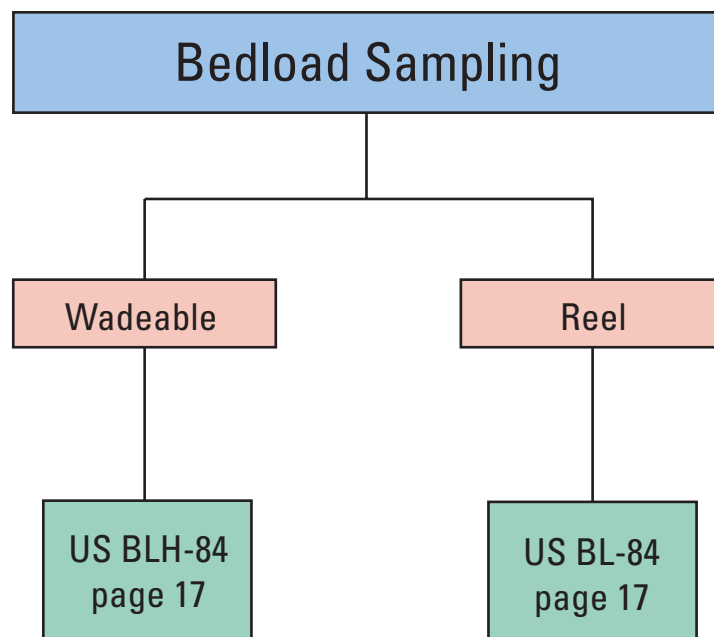 Bedload Sampling
Wadeable
Reel
US BLH-84
page 17
US BL-84
page 17